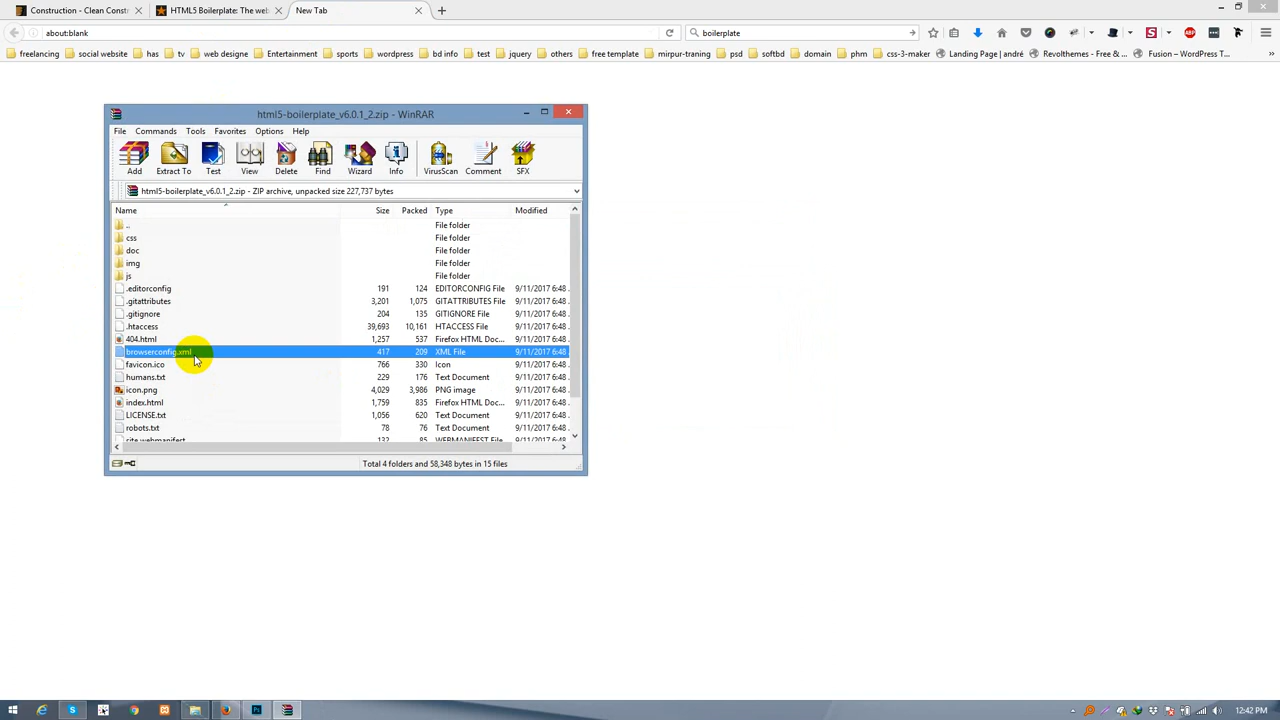 Construction - Clean Constr
HTML5 Boilerplate: The web
New Tab
about:blank
boilerplate
freelancing
social website
has
tv
web designe
Entertainment
sports
wordpress
bd info
test
jquery
others
free template
mirpur-traning
psd
softbd
domain
phm
css-3-maker
Landing Page | andré
Revolthemes - Free & ...
Fusion – WordPress T...
html5-boilerplate_v6.0.1_2.zip - WinRAR
File Commands Tools Favorites Options Help
Add Extract To Test View Delete Find Wizard Info VirusScan Comment SFX
html5-boilerplate_v6.0.1_2.zip - ZIP archive, unpacked size 227,737 bytes
Name Size Packed Type Modified
.. File folder
css File folder
doc File folder
img File folder
js File folder
.editorconfig 191 124 EDITORCONFIG File 9/11/2017 6:48 .
.gitattributes 3,201 1,075 GITATTRIBUTES File 9/11/2017 6:48 .
.gitignore 204 135 GITIGNORE File 9/11/2017 6:48 .
.htaccess 39,693 10,161 HTACCESS File 9/11/2017 6:48 .
404.html 1,257 537 Firefox HTML Doc... 9/11/2017 6:48 .
browserconfig.xml 417 209 XML File 9/11/2017 6:48 .
favicon.ico 766 330 Icon 9/11/2017 6:48 .
humans.txt 229 176 Text Document 9/11/2017 6:48 .
icon.png 4,029 3,986 PNG image 9/11/2017 6:48 .
index.html 1,759 835 Firefox HTML Doc... 9/11/2017 6:48 .
LICENSE.txt 1,056 620 Text Document 9/11/2017 6:48 .
robots.txt 78 76 Text Document 9/11/2017 6:48 .
site.webmanifest 132 85 WEBMANIFEST File 9/11/2017 6:48 .
Total 4 folders and 58,348 bytes in 15 files
12:42 PM